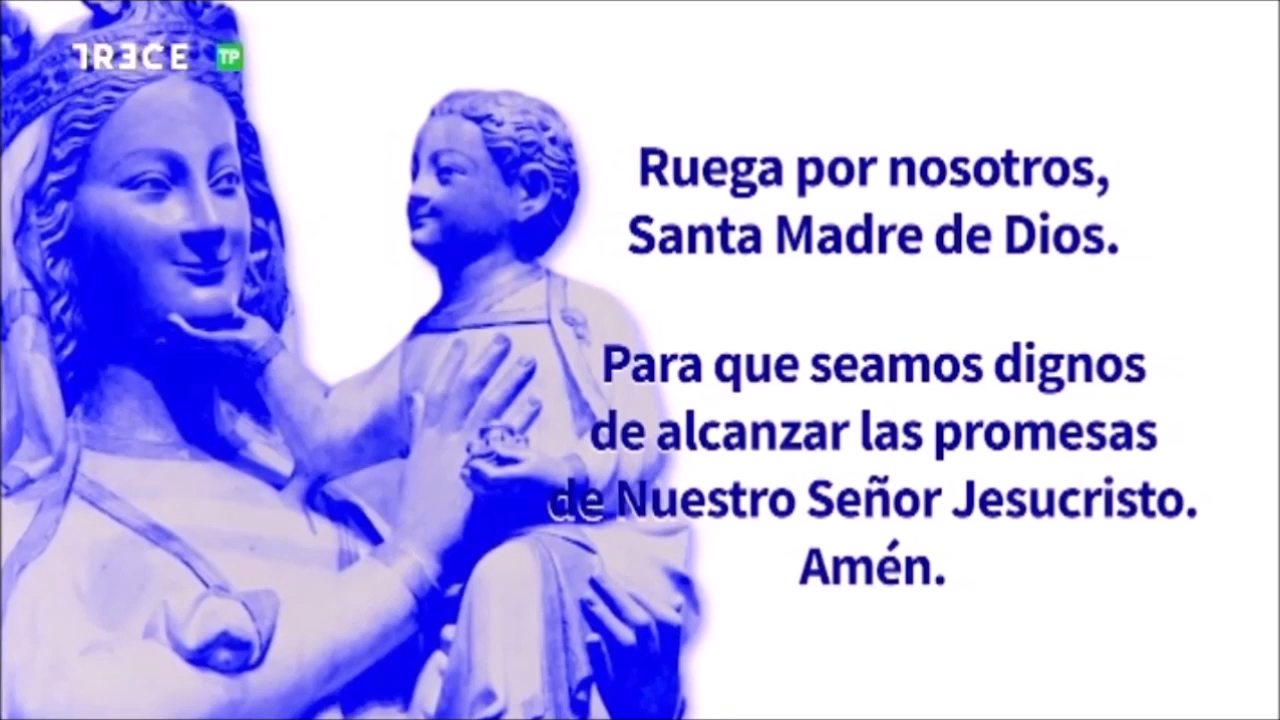 TRECE TP
Ruega por nosotros,
Santa Madre de Dios.
Para que seamos dignos
de alcanzar las promesas
de Nuestro Señor Jesucristo.
Amén.